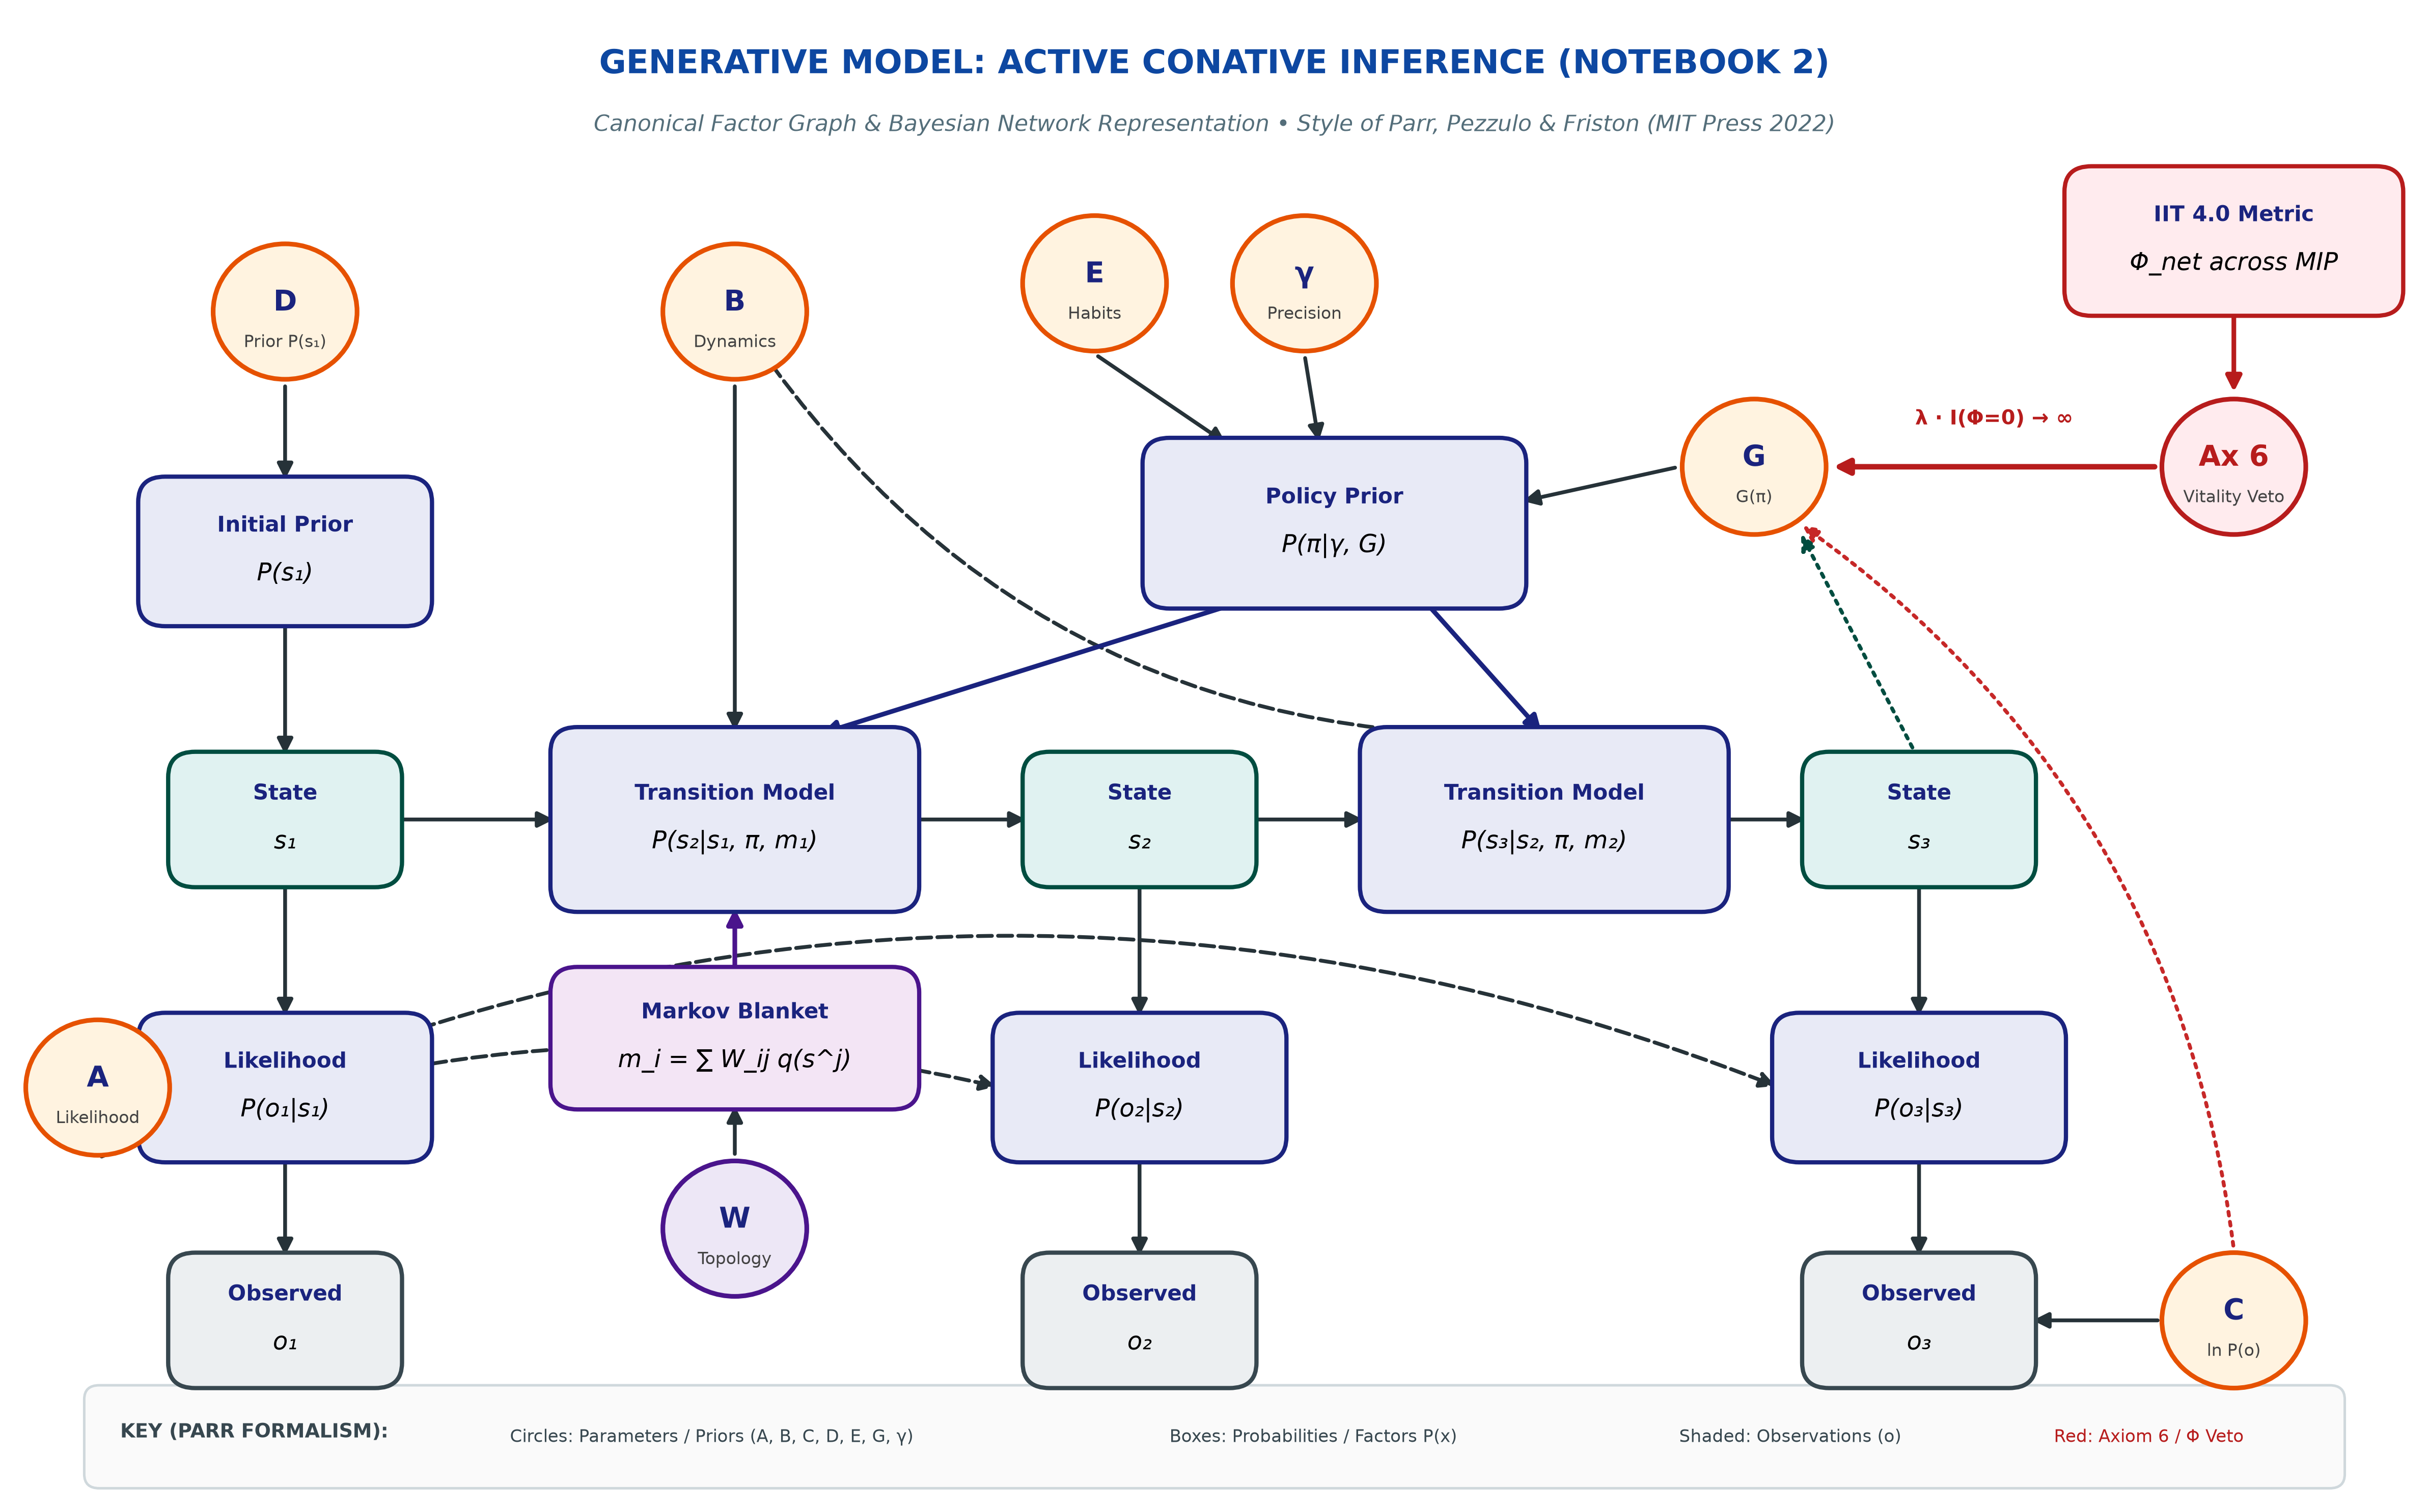 GENERATIVE MODEL: ACTIVE CONATIVE INFERENCE (NOTEBOOK 2)
Canonical Factor Graph & Bayesian Network Representation • Style of Parr, Pezzulo & Friston (MIT Press 2022)
IIT 4.0 Metric
Φ_net across MIP
D
Prior P(s₁)
B
Dynamics
E
Habits
γ
Precision
λ · I(Φ=0) → ∞
G
G(π)
Ax 6
Vitality Veto
Initial Prior
P(s₁)
Policy Prior
P(π|γ, G)
State
s₁
Transition Model
P(s₂|s₁, π, m₁)
State
s₂
Transition Model
P(s₃|s₂, π, m₂)
State
s₃
A
Likelihood
Likelihood
P(o₁|s₁)
Markov Blanket
m_i = ∑ W_ij q(s^j)
Likelihood
P(o₂|s₂)
Likelihood
P(o₃|s₃)
W
Topology
Observed
o₁
Observed
o₂
Observed
o₃
C
ln P(o)
KEY (PARR FORMALISM):
Circles: Parameters / Priors (A, B, C, D, E, G, γ)
Boxes: Probabilities / Factors P(x)
Shaded: Observations (o)
Red: Axiom 6 / Φ Veto